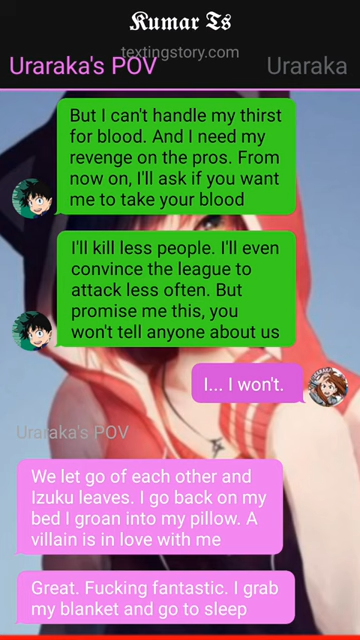 Kumar Ts
textingstory.com
Uraraka's POV
Uraraka
But I can't handle my thirst
for blood. And I need my
revenge on the pros. From
now on, I'll ask if you want
me to take your blood
I'll kill less people. I'll even
convince the league to
attack less often. But
promise me this, you
won't tell anyone about us
I... I won't.
Uraraka's POV
We let go of each other and
Izuku leaves. I go back on my
bed I groan into my pillow. A
villain is in love with me
Great. Fucking fantastic. I grab
my blanket and go to sleep